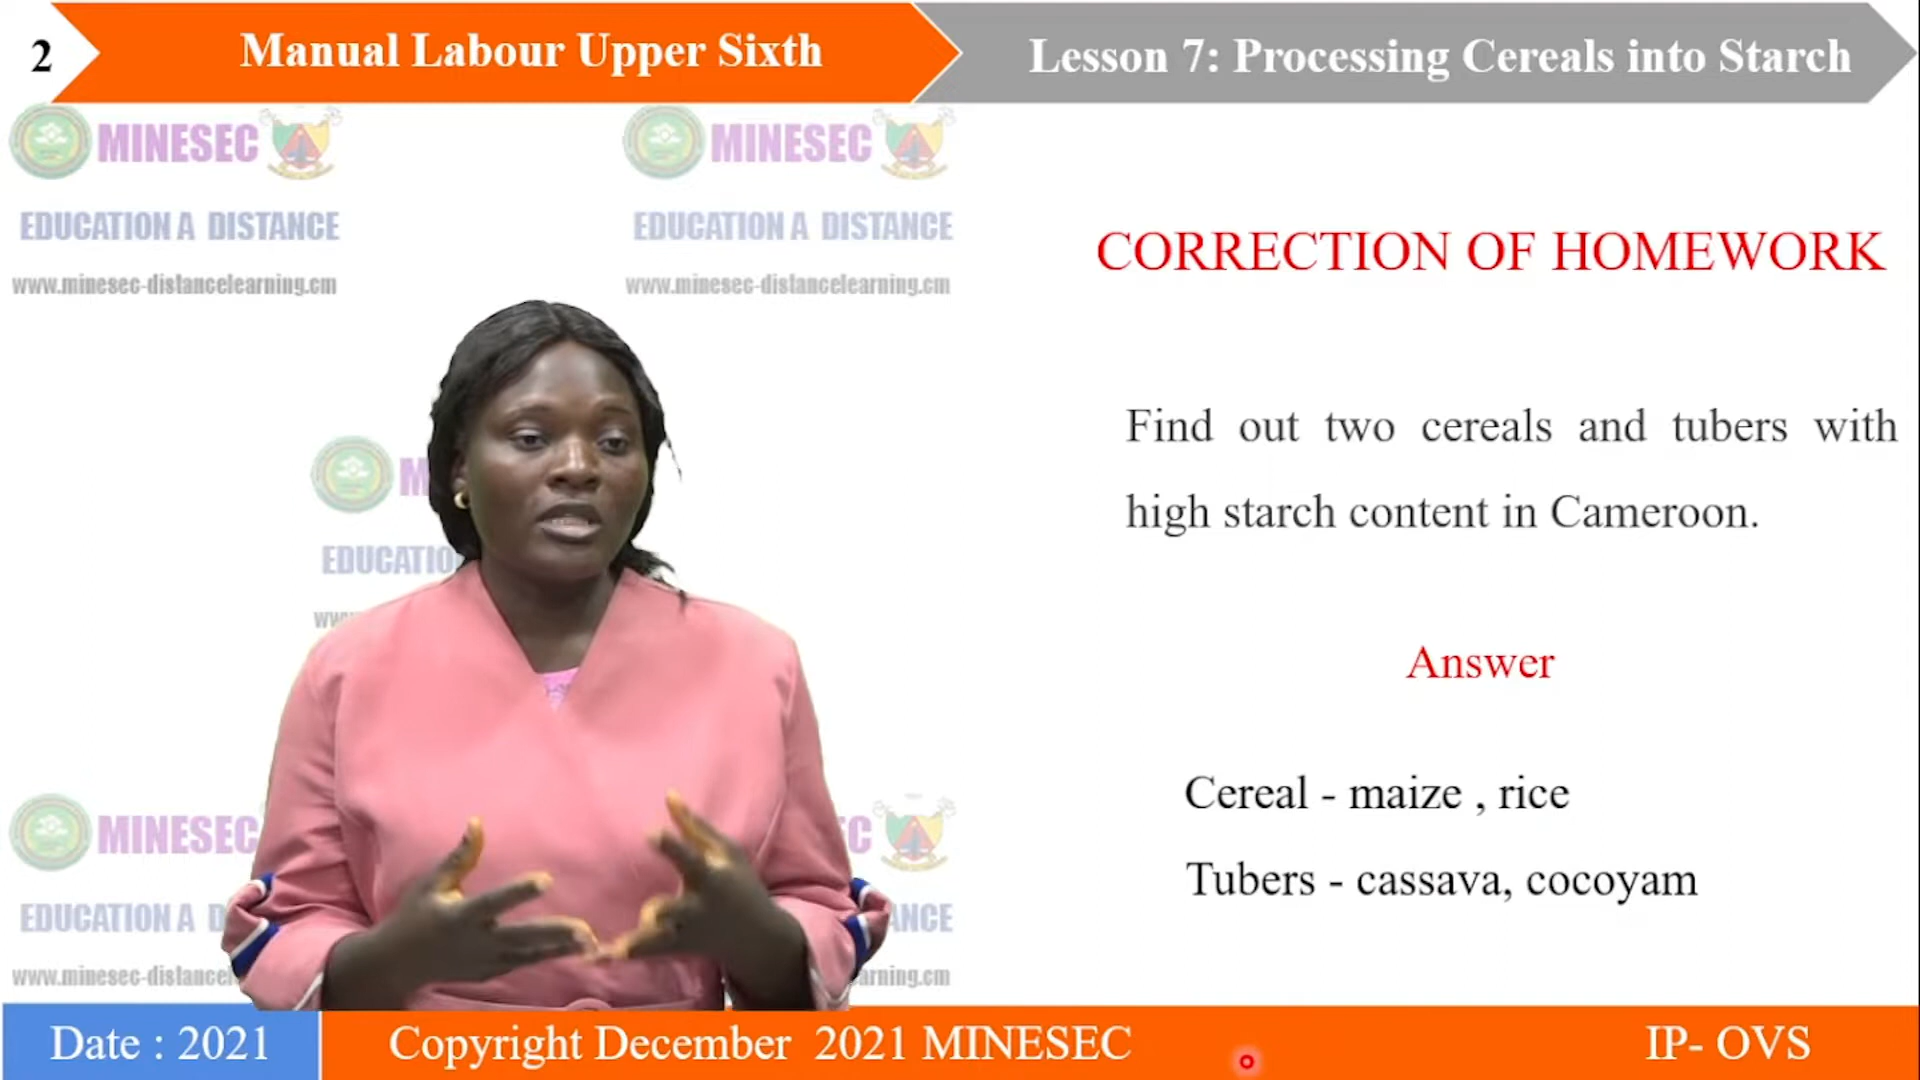 2
Manual Labour Upper Sixth
Lesson 7: Processing Cereals into Starch
MINESEC
MINESEC
EDUCATION A DISTANCE
EDUCATION A DISTANCE
www.minesec-distancelearning.cm
www.minesec-distancelearning.cm
CORRECTION OF HOMEWORK
Find out two cereals and tubers with
high starch content in Cameroon.
Answer
Cereal - maize , rice
Tubers - cassava, cocoyam
MINESEC
EDUCATION A
Date : 2021
Copyright December 2021 MINESEC
IP- OVS